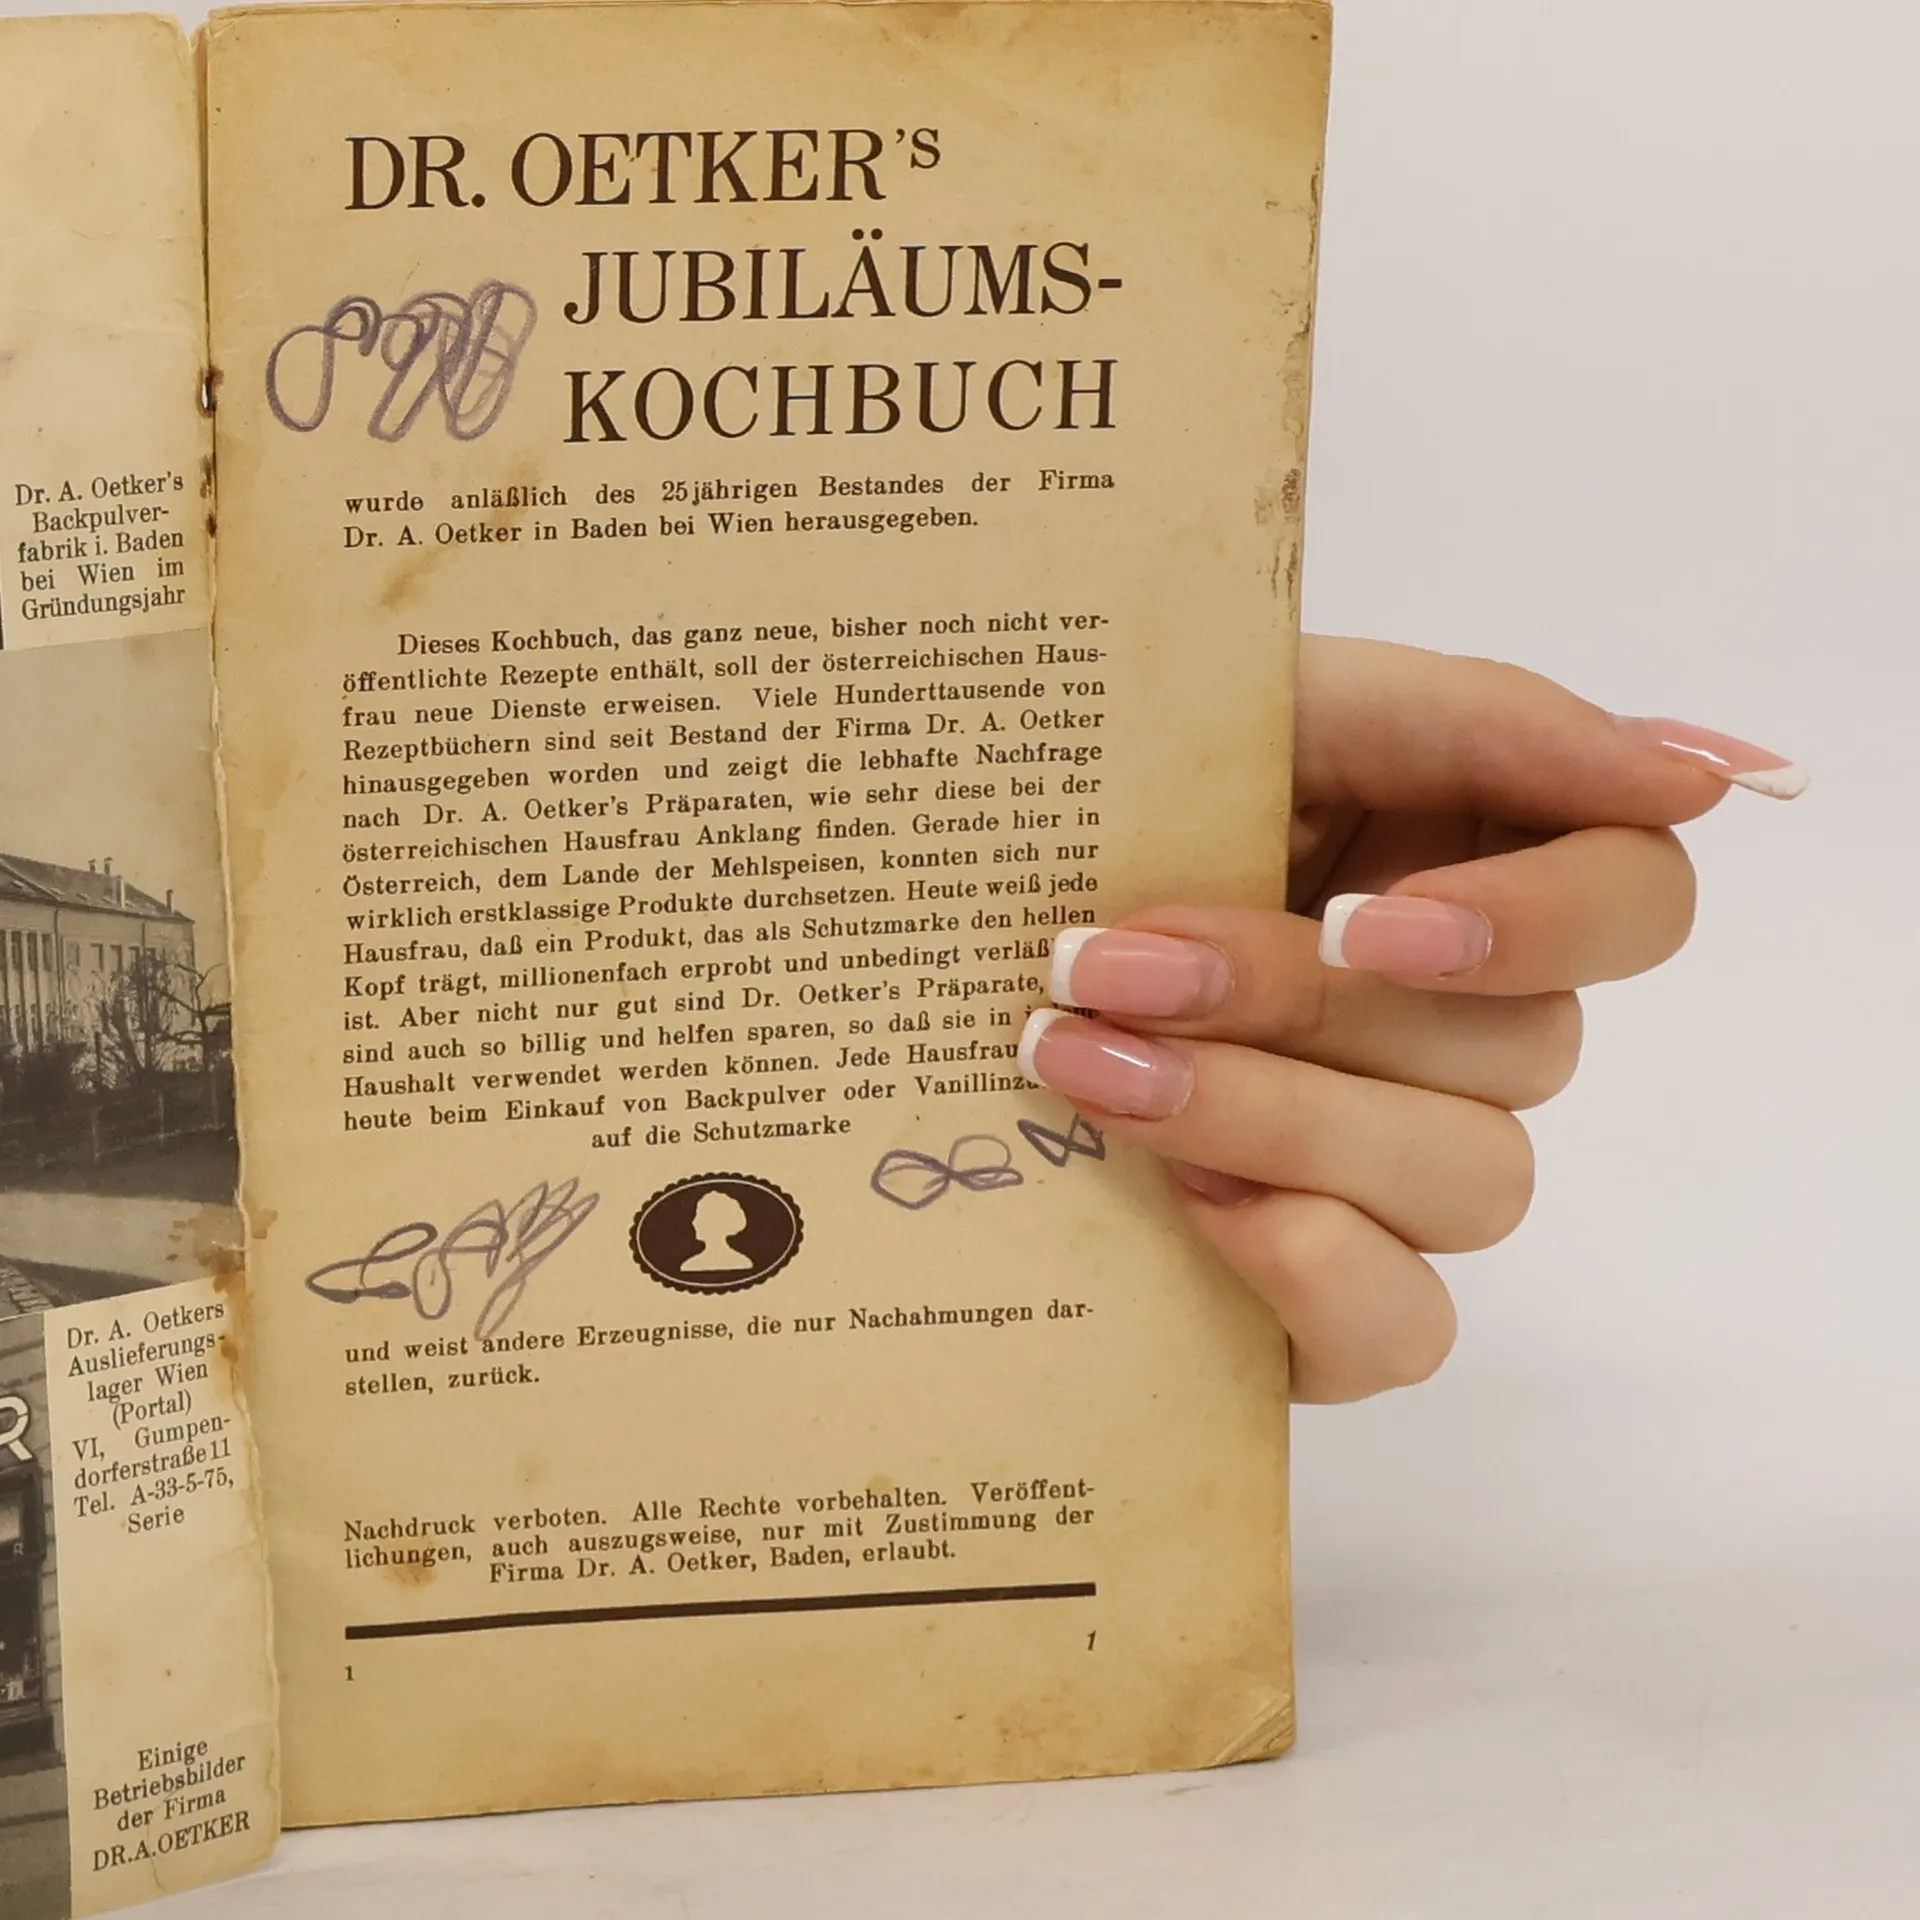 Dr. A. Oetker's
Backpulver-
fabrik i. Baden
bei Wien im
Gründungsjahr
R
Dr. A. Oetkers
Auslieferungs-
lager Wien
(Portal)
VI, Gumpen-
dorferstraße 11
Tel. A-33-5-75,
Serie
Einige
Betriebsbilder
der Firma
DR.A.OETKER
DR. OETKER's
JUBILÄUMS-
KOCHBUCH
wurde anläßlich des 25jährigen Bestandes der Firma
Dr. A. Oetker in Baden bei Wien herausgegeben.
Dieses Kochbuch, das ganz neue, bisher noch nicht ver-
öffentlichte Rezepte enthält, soll der österreichischen Haus-
frau neue Dienste erweisen. Viele Hunderttausende von
Rezeptbüchern sind seit Bestand der Firma Dr. A. Oetker
hinausgegeben worden und zeigt die lebhafte Nachfrage
nach Dr. A. Oetker's Präparaten, wie sehr diese bei der
österreichischen Hausfrau Anklang finden. Gerade hier in
Österreich, dem Lande der Mehlspeisen, konnten sich nur
wirklich erstklassige Produkte durchsetzen. Heute weiß jede
Hausfrau, daß ein Produkt, das als Schutzmarke den hellen
Kopf trägt, millionenfach erprobt und unbedingt
ist. Aber nicht nur gut sind Dr. Oetker's Präparate,
sind auch so billig und helfen sparen, so daß sie in
Haushalt verwendet werden können. Jede Hausfrau
heute beim Einkauf von Backpulver oder
auf die Schutzmarke
und weist andere Erzeugnisse, die nur Nachahmungen dar-
stellen, zurück.
Nachdruck verboten. Alle Rechte vorbehalten. Veröffent-
lichungen, auch auszugsweise, nur mit Zustimmung der
Firma Dr. A. Oetker, Baden, erlaubt.
1
1